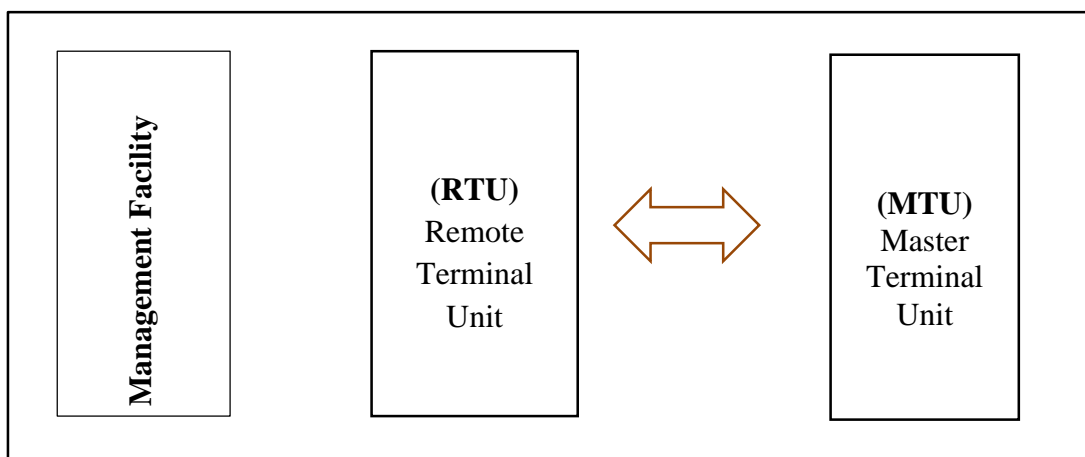 Management Facility
(RTU)
Remote
Terminal
Unit
(MTU)
Master
Terminal
Unit